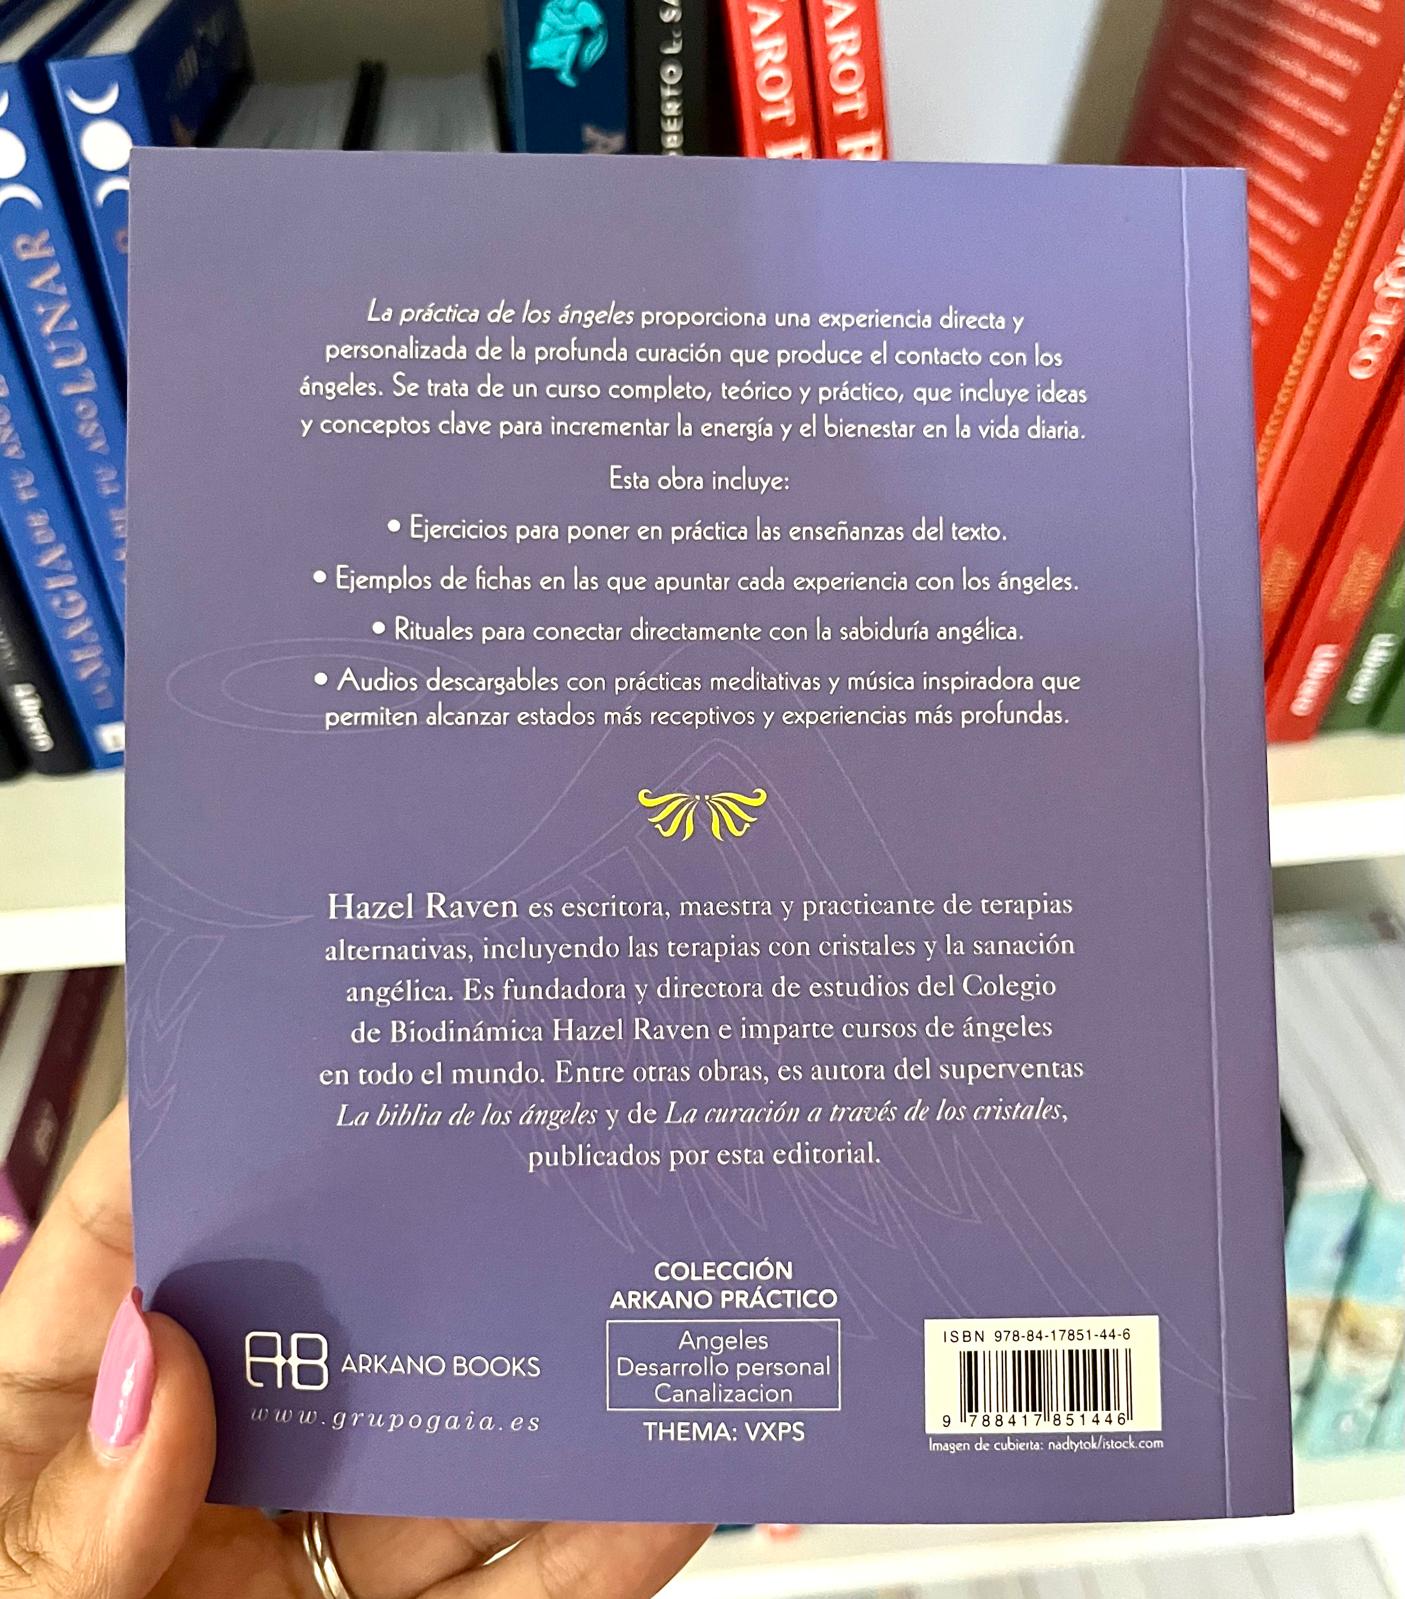 TAROT
TAROT
LUNAR
MAGIA DE TU AÑO
La práctica de los ángeles proporciona una experiencia directa y
personalizada de la profunda curación que produce el contacto con los
ángeles. Se trata de un curso completo, teórico y práctico, que incluye ideas
y conceptos clave para incrementar la energía y el bienestar en la vida diaria.
Esta obra incluye:
• Ejercicios para poner en práctica las enseñanzas del texto.
• Ejemplos de fichas en las que apuntar cada experiencia con los ángeles.
• Rituales para conectar directamente con la sabiduría angélica.
• Audios descargables con prácticas meditativas y música inspiradora que
permiten alcanzar estados más receptivos y experiencias más profundas.
Hazel Raven es escritora, maestra y practicante de terapias
alternativas, incluyendo las terapias con cristales y la sanación
angélica. Es fundadora y directora de estudios del Colegio
de Biodinámica Hazel Raven e imparte cursos de ángeles
en todo el mundo. Entre otras obras, es autora del superventas
La biblia de los ángeles y de La curación a través de los cristales,
publicados por esta editorial.
COLECCIÓN
ARKANO PRÁCTICO
Angeles
Desarrollo personal
Canalizacion
THEMA: VXPS
AB ARKANO BOOKS
www.grupogaia.es
ISBN 978-84-17851-44-6
9 788417 851446
Imagen de cubierta: nadtytok/istock.com